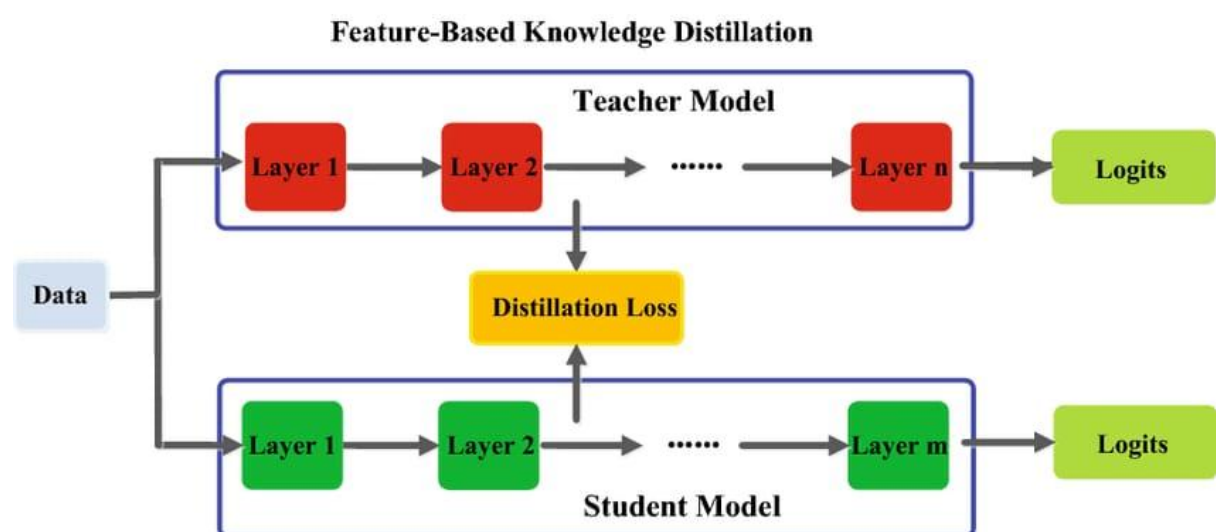 Feature-Based Knowledge Distillation
Teacher Model
Layer 1
Layer 2
......
Layer n
Logits
Data
Distillation Loss
Layer 1
Layer 2
......
Layer m
Logits
Student Model